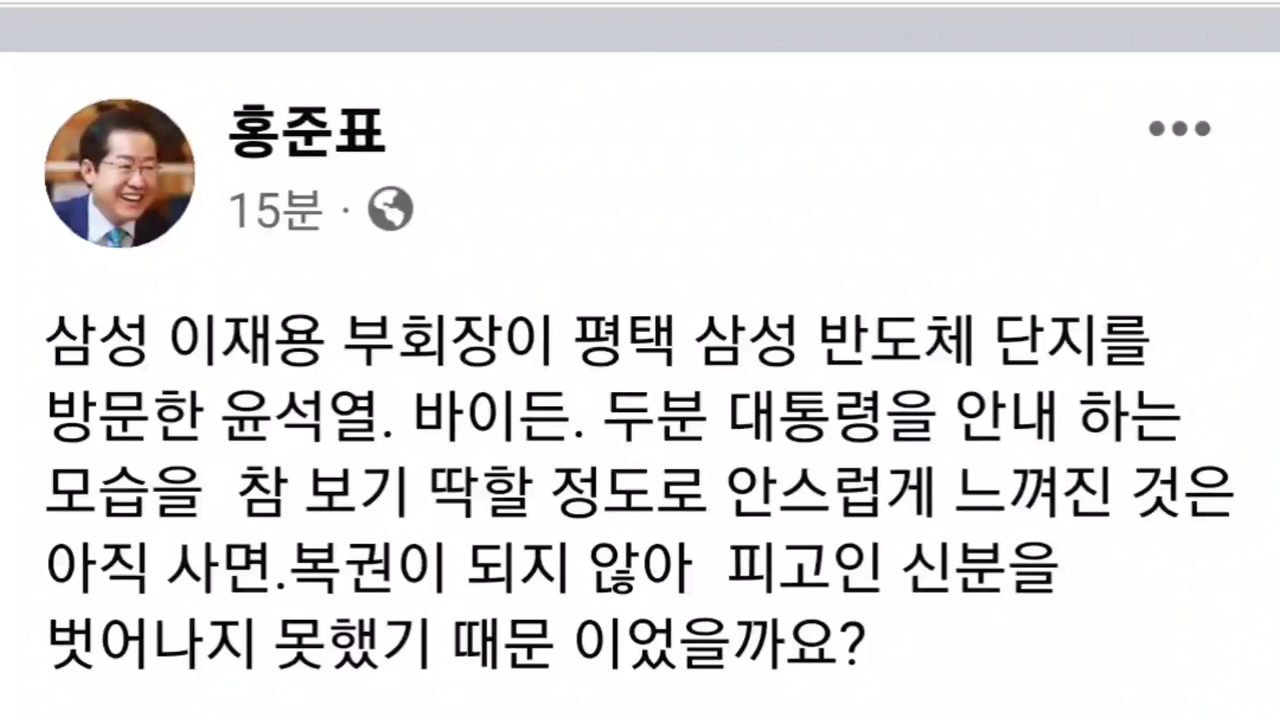 홍준표
15분 ·
삼성 이재용 부회장이 평택 삼성 반도체 단지를
방문한 윤석열. 바이든. 두분 대통령을 안내 하는
모습을  참 보기 딱할 정도로 안스럽게 느껴진 것은
아직 사면.복권이 되지 않아  피고인 신분을
벗어나지 못했기 때문 이었을까요?